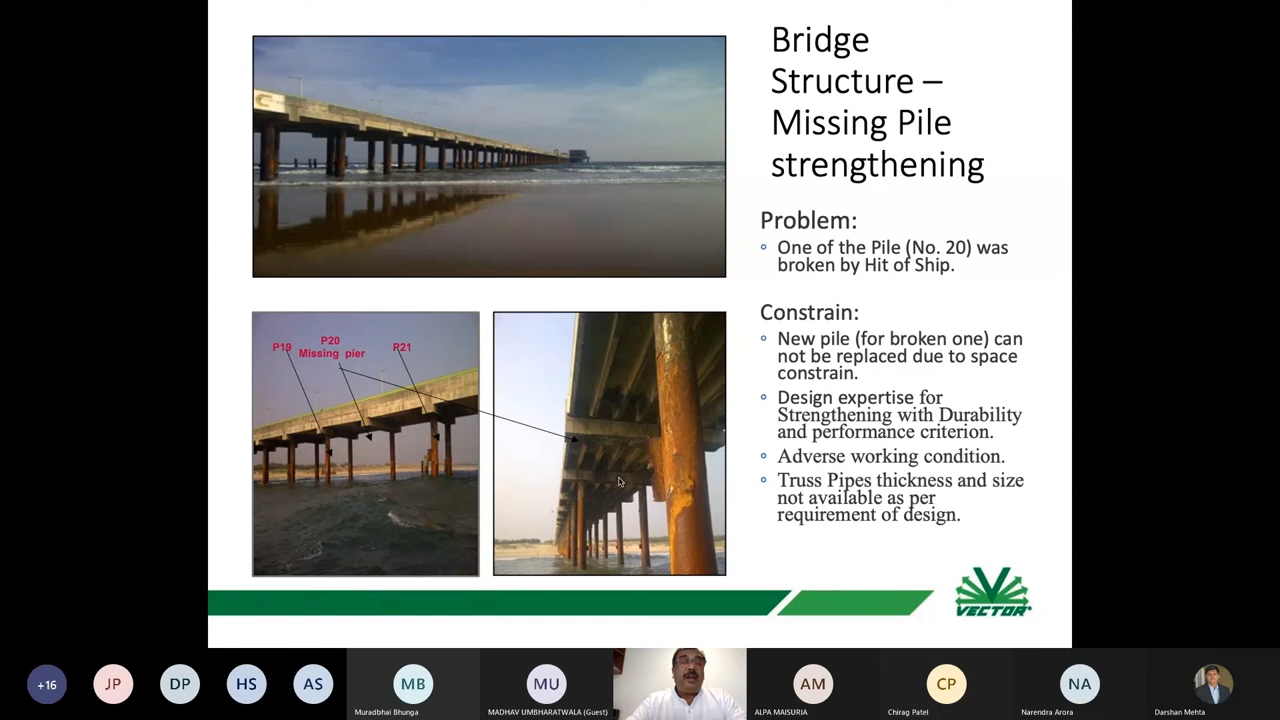 Bridge
Structure –
Missing Pile
strengthening
Problem:
One of the Pile (No. 20) was
broken by Hit of Ship.
Constrain:
New pile (for broken one) can
not be replaced due to space
constrain.
Design expertise for
Strengthening with Durability
and performance criterion.
Adverse working condition.
Truss Pipes thickness and size
not available as per
requirement of design.
P19
P20
Missing pier
P21
VECTOR
+16
JP
DP
HS
AS
MB
MU
AM
CP
NA
Muradbhai Bhunga
MADHAV UMBHARATWALA (Guest)
ALPA MAISURIA
Chirag Patel
Narendra Arora
Darshan Mehta